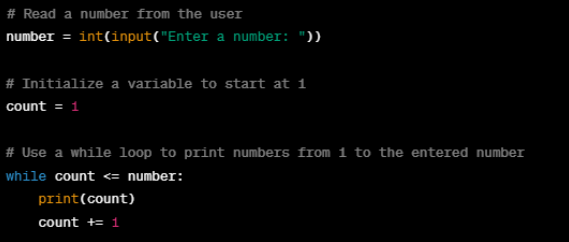 # Read a number from the user
number = int(input("Enter a number: "))
# Initialize a variable to start at 1
count = 1
# Use a while loop to print numbers from 1 to the entered number
while count <= number:
    print(count)
    count += 1